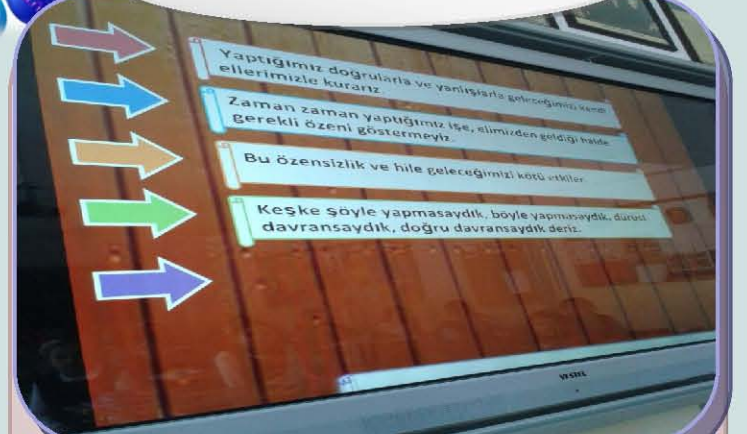 Yaptığımız doğrularla ve yanlışlarla geleceğimizi kendi
ellerimizle kurarız.
Zaman zaman yaptığımız işe, elimizden geldiği halde
gerekli özeni göstermeyiz.
Bu özensizlik ve hile geleceğimizi kötü etkiler.
Keşke şöyle yapmasaydık, böyle yapmasaydık, dürüst
davransaydık, doğru davransaydık deriz.
VESTEL